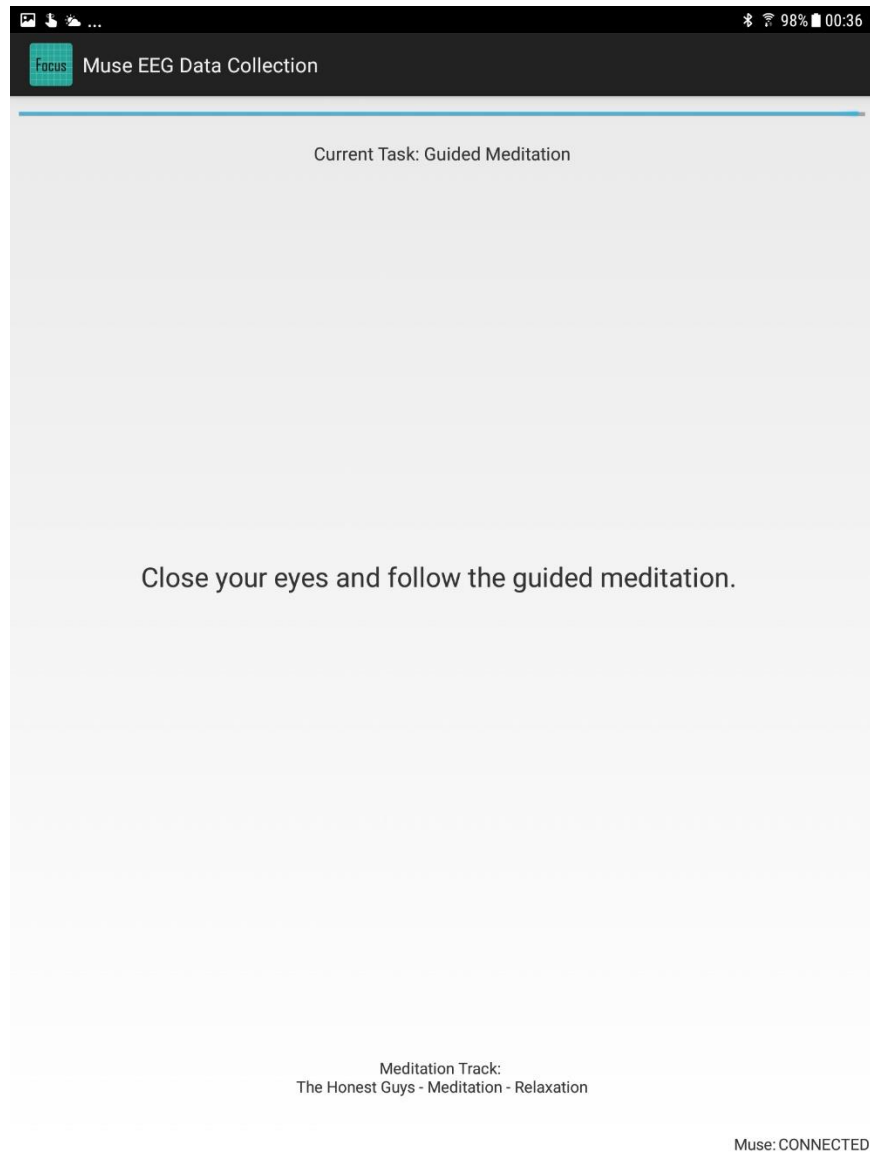 ... 98% 00:36
Focus Muse EEG Data Collection
Current Task: Guided Meditation
Close your eyes and follow the guided meditation.
Meditation Track:
The Honest Guys - Meditation - Relaxation
Muse: CONNECTED